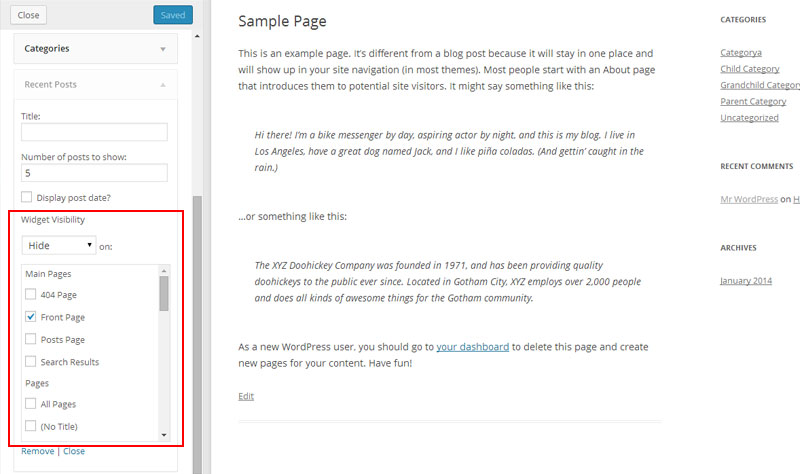 Close
Saved
Categories
Recent Posts
Title:
Number of posts to show:
5
Display post date?
Widget Visibility
Hide
on:
Main Pages
404 Page
Front Page
Posts Page
Search Results
Pages
All Pages
(No Title)
Remove | Close
Sample Page
This is an example page. It's different from a blog post because it will stay in one place and
will show up in your site navigation (in most themes). Most people start with an About page
that introduces them to potential site visitors. It might say something like this:
Hi there! I'm a bike messenger by day, aspiring actor by night, and this is my blog. I live in
Los Angeles, have a great dog named Jack, and I like piña coladas. (And gettin' caught in the
rain.)
...or something like this:
The XYZ Doohickey Company was founded in 1971, and has been providing quality
doohickeys to the public ever since. Located in Gotham City, XYZ employs over 2,000 people
and does all kinds of awesome things for the Gotham community.
As a new WordPress user, you should go to your dashboard to delete this page and create
new pages for your content. Have fun!
Edit
CATEGORIES
Categorya
Child Category
Grandchild Category
Parent Category
Uncategorized
RECENT COMMENTS
Mr WordPress on H
ARCHIVES
January 2014